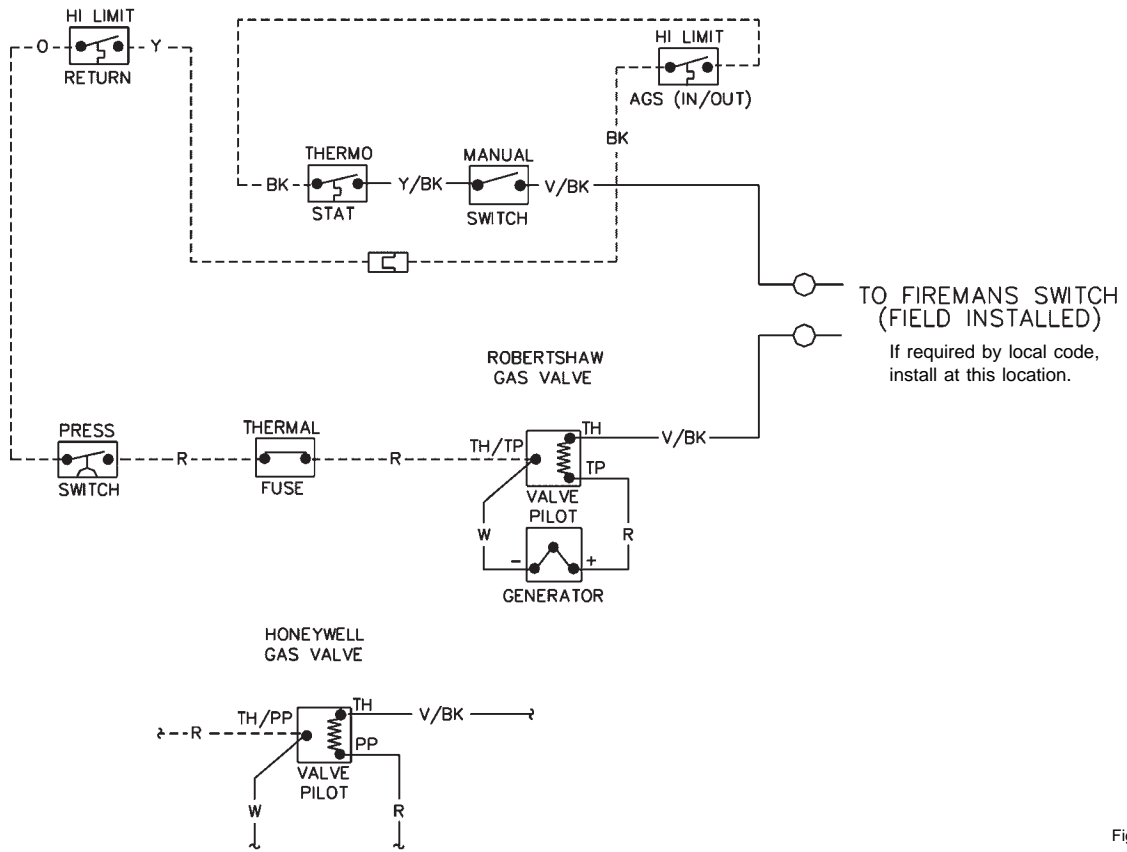 HI LIMIT
O
Y
RETURN
HI LIMIT
AGS (IN/OUT)
BK
THERMO
MANUAL
BK
Y/BK
V/BK
STAT
SWITCH
TO FIREMANS SWITCH
(FIELD INSTALLED)
If required by local code,
install at this location.
ROBERTSHAW
GAS VALVE
PRESS
THERMAL
TH/TP
TH
V/BK
R
R
TP
SWITCH
FUSE
VALVE
PILOT
W
R
-
+
GENERATOR
HONEYWELL
GAS VALVE
TH/PP
TH
V/BK
R
PP
VALVE
PILOT
W
R
Fig